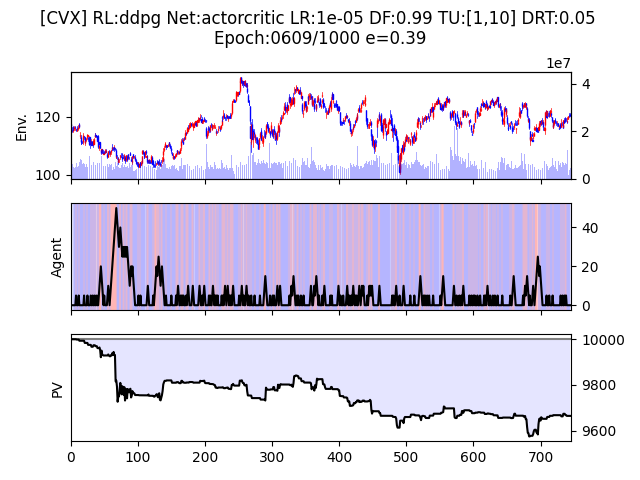 [CVX] RL:ddpg Net:actorcritic LR:1e-05 DF:0.99 TU:[1,10] DRT:0.05
Epoch:0609/1000 e=0.39
1e7
Env.
120
100
4
2
0
Agent
40
20
0
PV
10000
9800
9600
0 100 200 300 400 500 600 700